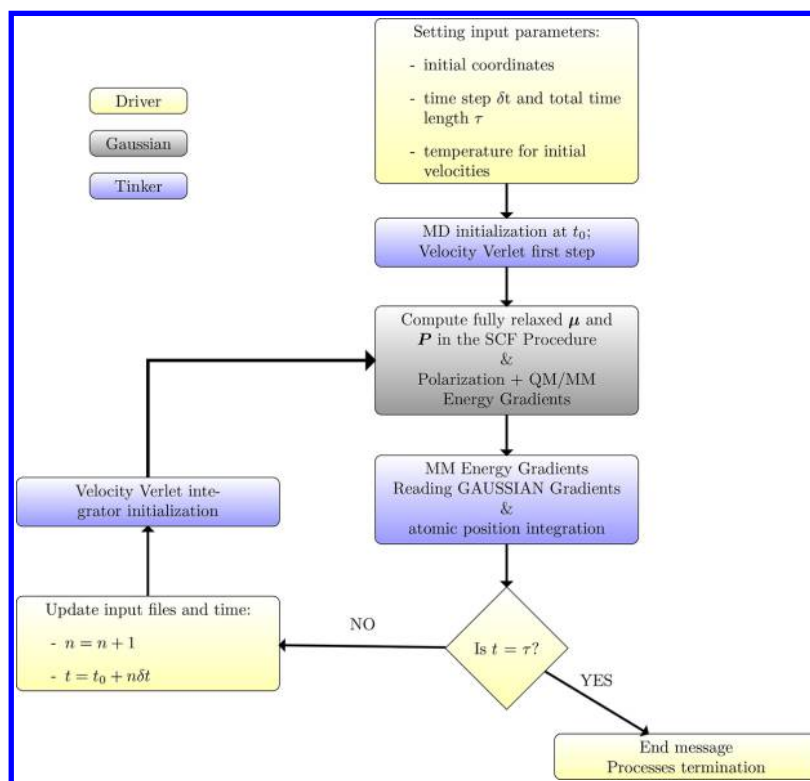 Setting input parameters:
- initial coordinates
- time step δt and total time
length τ
- temperature for initial
velocities
Driver
Gaussian
Tinker
MD initialization at t₀;
Velocity Verlet first step
Compute fully relaxed μ and
P in the SCF Procedure
&
Polarization + QM/MM
Energy Gradients
MM Energy Gradients
Reading GAUSSIAN Gradients
&
atomic position integration
Velocity Verlet inte-
grator initialization
Update input files and time:
- n = n + 1
- t = t₀ + nδt
NO
Is t = τ?
YES
End message
Processes termination